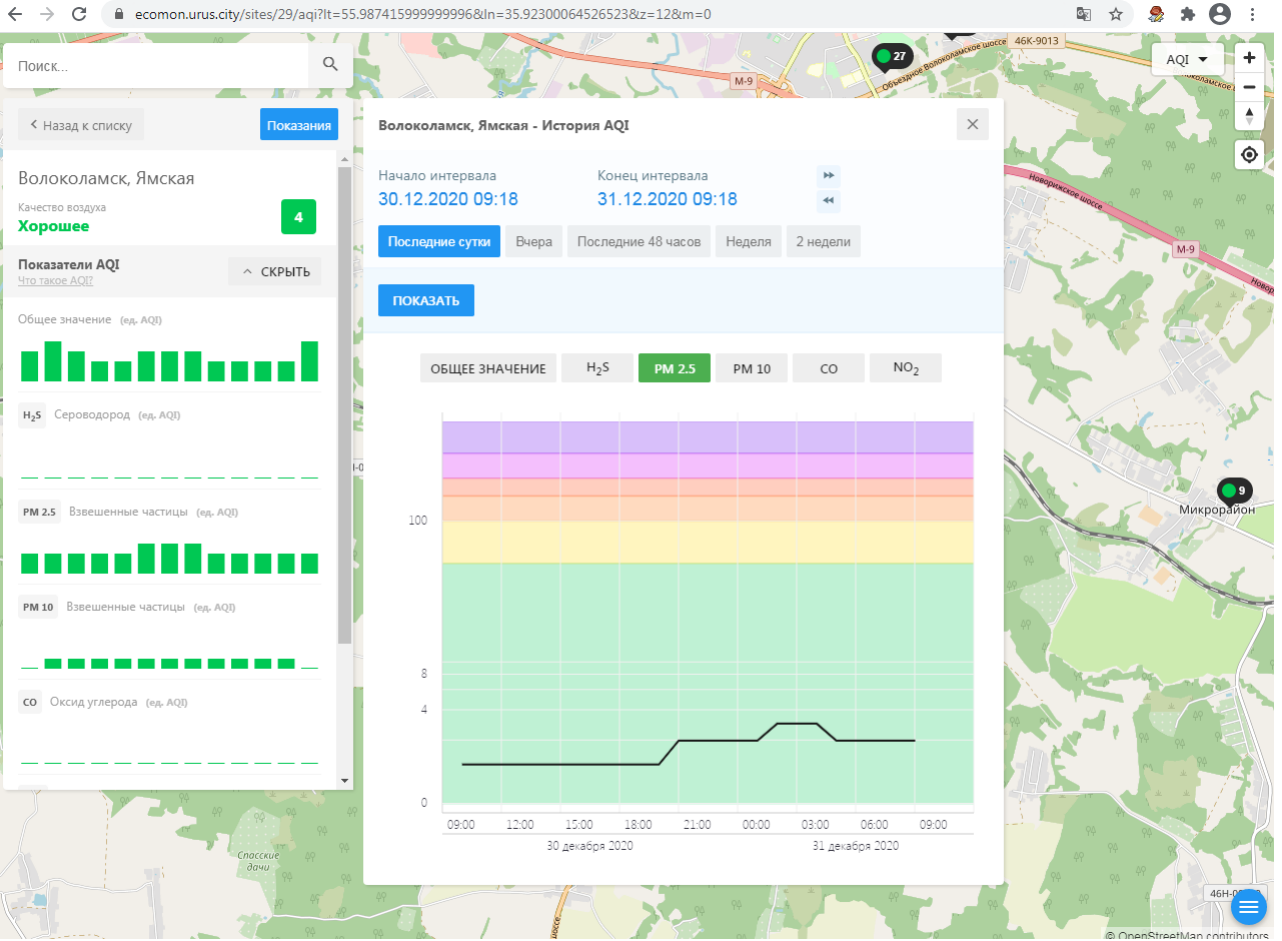 ecomon.urus.city/sites/29/aqi?lt=55.987415999999996&ln=35.92300064526523&z=12&m=0
Поиск...
Назад к списку
Показания
Волоколамск, Ямская
Качество воздуха
Хорошее
4
Показатели AQI
Что такое AQI?
СКРЫТЬ
Общее значение (ед. AQI)
H2S Сероводород (ед. AQI)
PM 2.5 Взвешенные частицы (ед. AQI)
PM 10 Взвешенные частицы (ед. AQI)
CO Оксид углерода (ед. AQI)
Волоколамск, Ямская - История AQI
Начало интервала
30.12.2020 09:18
Конец интервала
31.12.2020 09:18
Последние сутки
Вчера
Последние 48 часов
Неделя
2 недели
ПОКАЗАТЬ
ОБЩЕЕ ЗНАЧЕНИЕ
H2S
PM 2.5
PM 10
CO
NO2
100
8
4
0
09:00 12:00 15:00 18:00 21:00 00:00 03:00 06:00 09:00
30 декабря 2020 31 декабря 2020
46К-9013
27
М-9
Объездное Волоколамское шоссе
AQI
Новорижское шоссе
М-9
9
Микрорайон
Спасские
дачи
© OpenStreetMap contributors